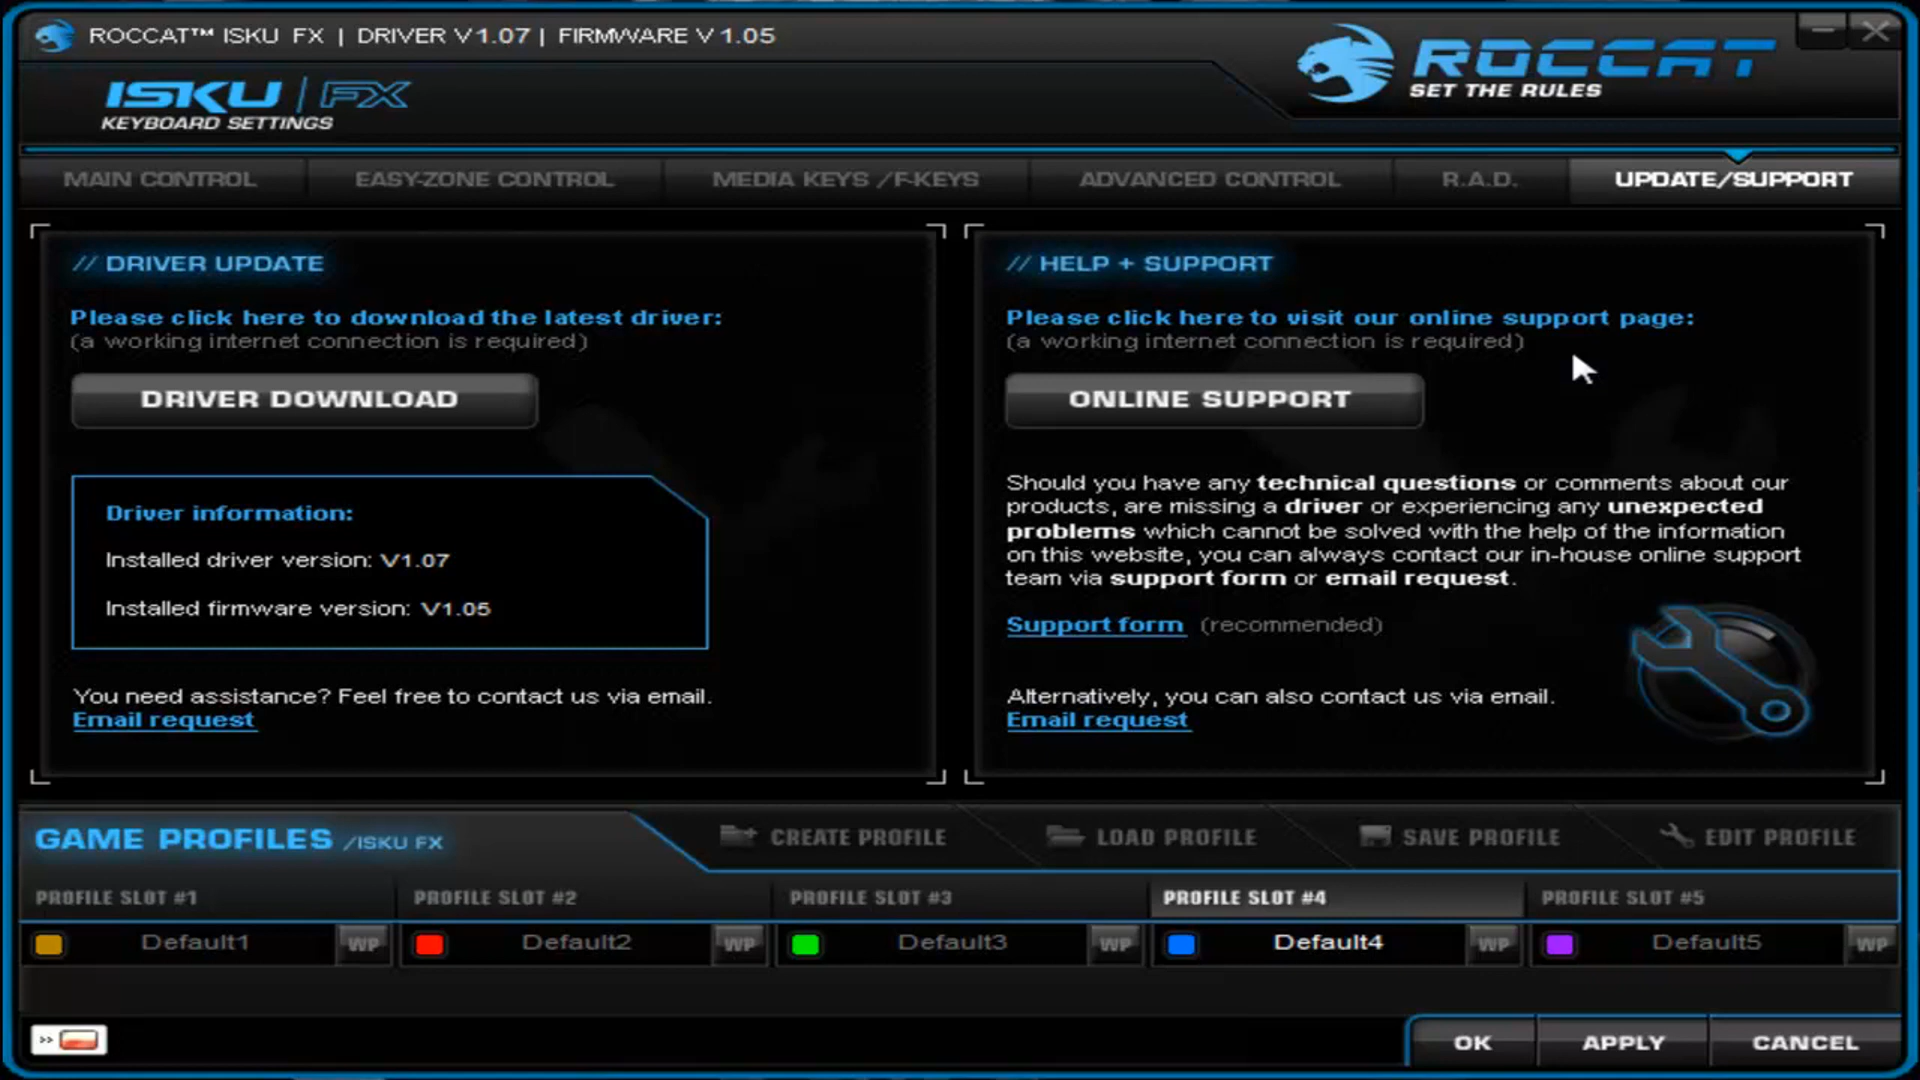 ROCCAT™ ISKU FX | DRIVER V1.07 | FIRMWARE V 1.05
ROCCAT
SET THE RULES
ISKU | FX
KEYBOARD SETTINGS
MAIN CONTROL
EASY-ZONE CONTROL
MEDIA KEYS /F-KEYS
ADVANCED CONTROL
R.A.D.
UPDATE/SUPPORT
// DRIVER UPDATE
Please click here to download the latest driver:
(a working internet connection is required)
DRIVER DOWNLOAD
Driver information:
Installed driver version: V1.07
Installed firmware version: V1.05
You need assistance? Feel free to contact us via email.
Email request
// HELP + SUPPORT
Please click here to visit our online support page:
(a working internet connection is required)
ONLINE SUPPORT
Should you have any technical questions or comments about our
products, are missing a driver or experiencing any unexpected
problems which cannot be solved with the help of the information
on this website, you can always contact our in-house online support
team via support form or email request.
Support form (recommended)
Alternatively, you can also contact us via email.
Email request
GAME PROFILES /ISKU FX
CREATE PROFILE
LOAD PROFILE
SAVE PROFILE
EDIT PROFILE
PROFILE SLOT #1
PROFILE SLOT #2
PROFILE SLOT #3
PROFILE SLOT #4
PROFILE SLOT #5
Default1 WP
Default2 WP
Default3 WP
Default4 WP
Default5 WP
>>
OK
APPLY
CANCEL